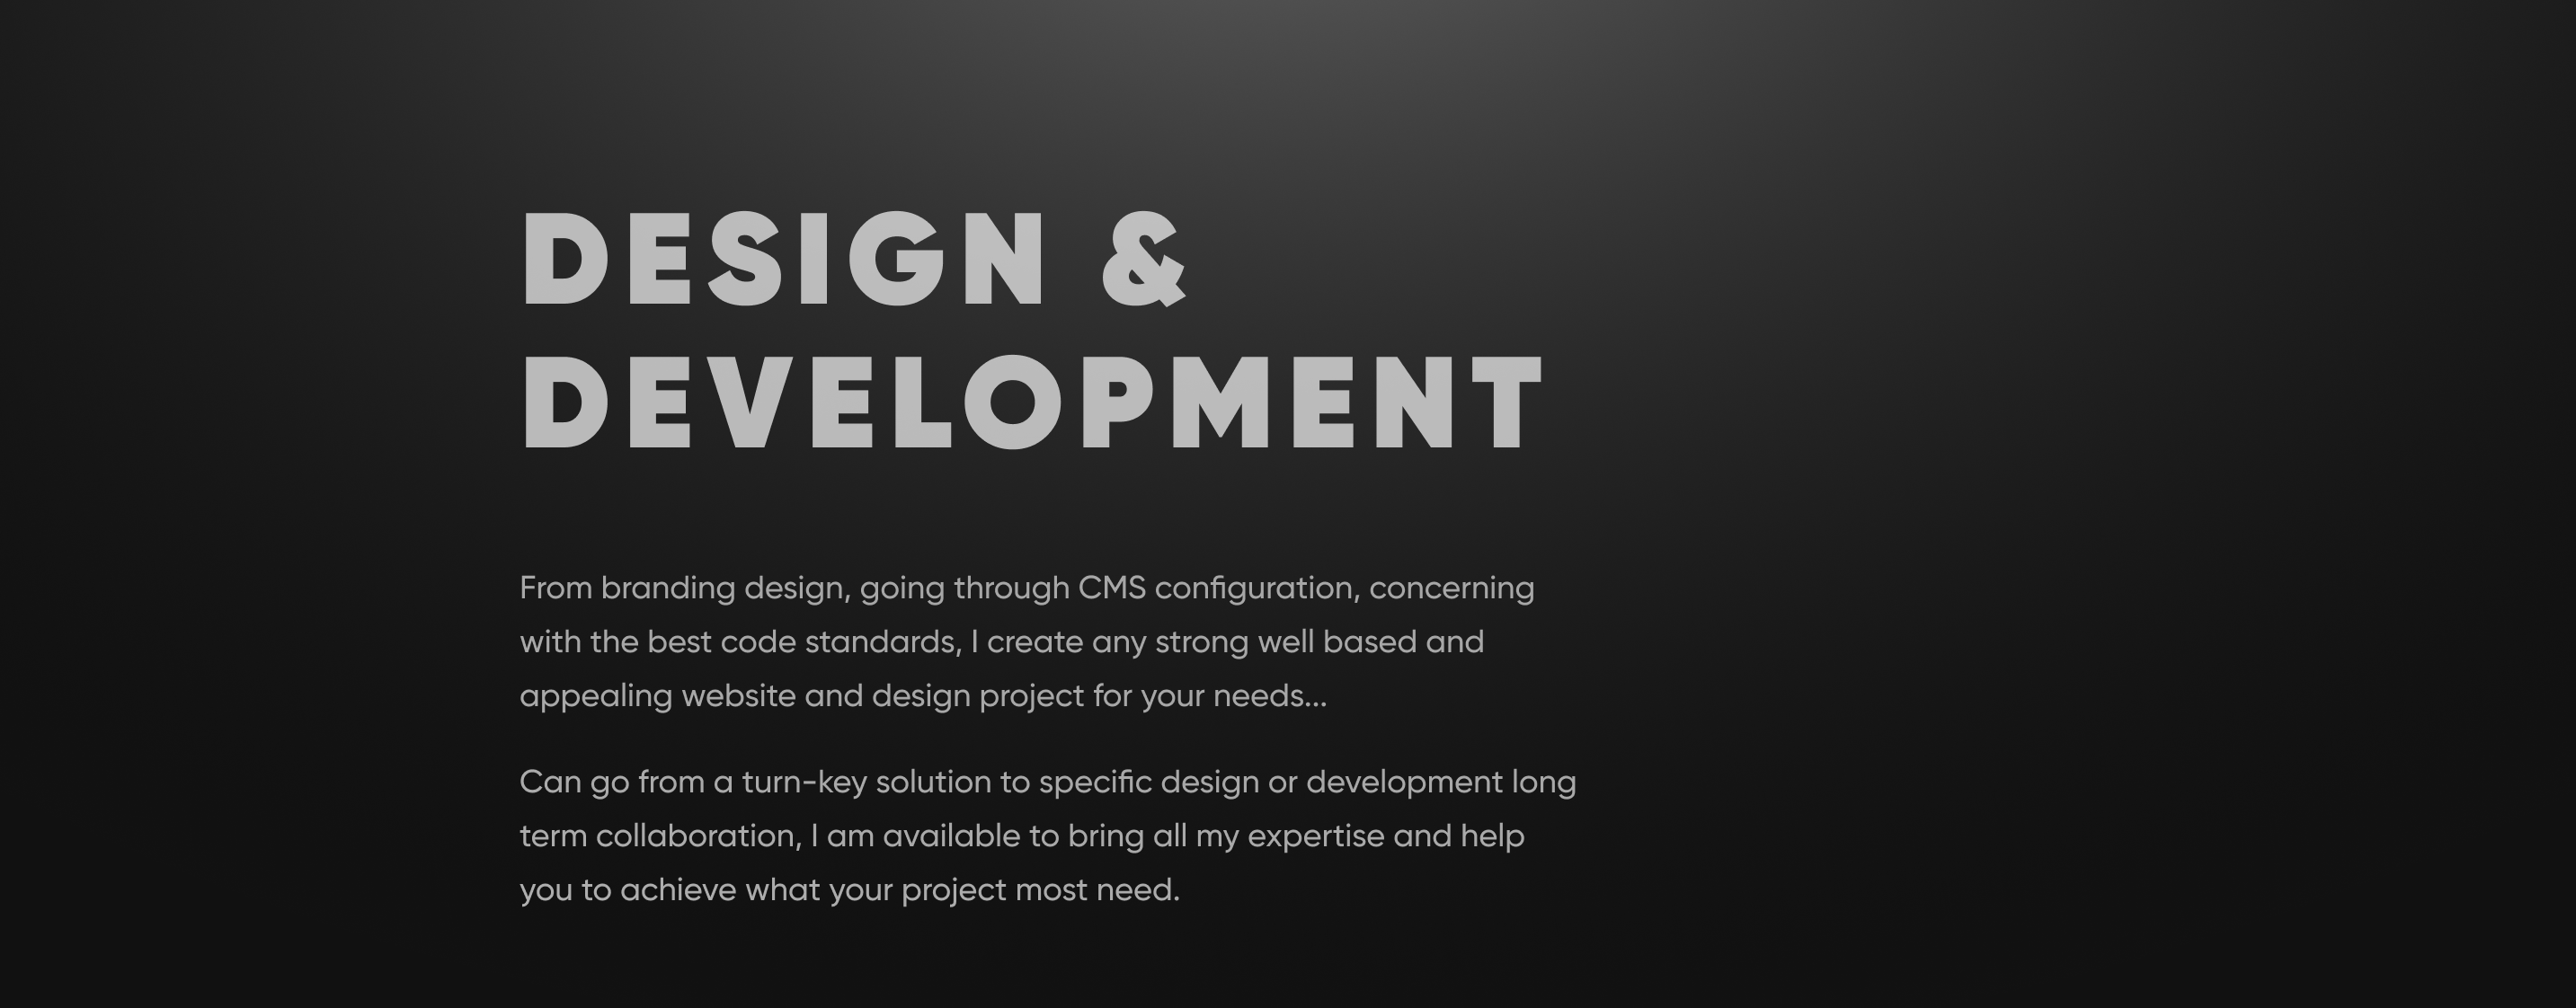 DESIGN &
DEVELOPMENT
From branding design, going through CMS configuration, concerning
with the best code standards, I create any strong well based and
appealing website and design project for your needs...
Can go from a turn-key solution to specific design or development long
term collaboration, I am available to bring all my expertise and help
you to achieve what your project most need.